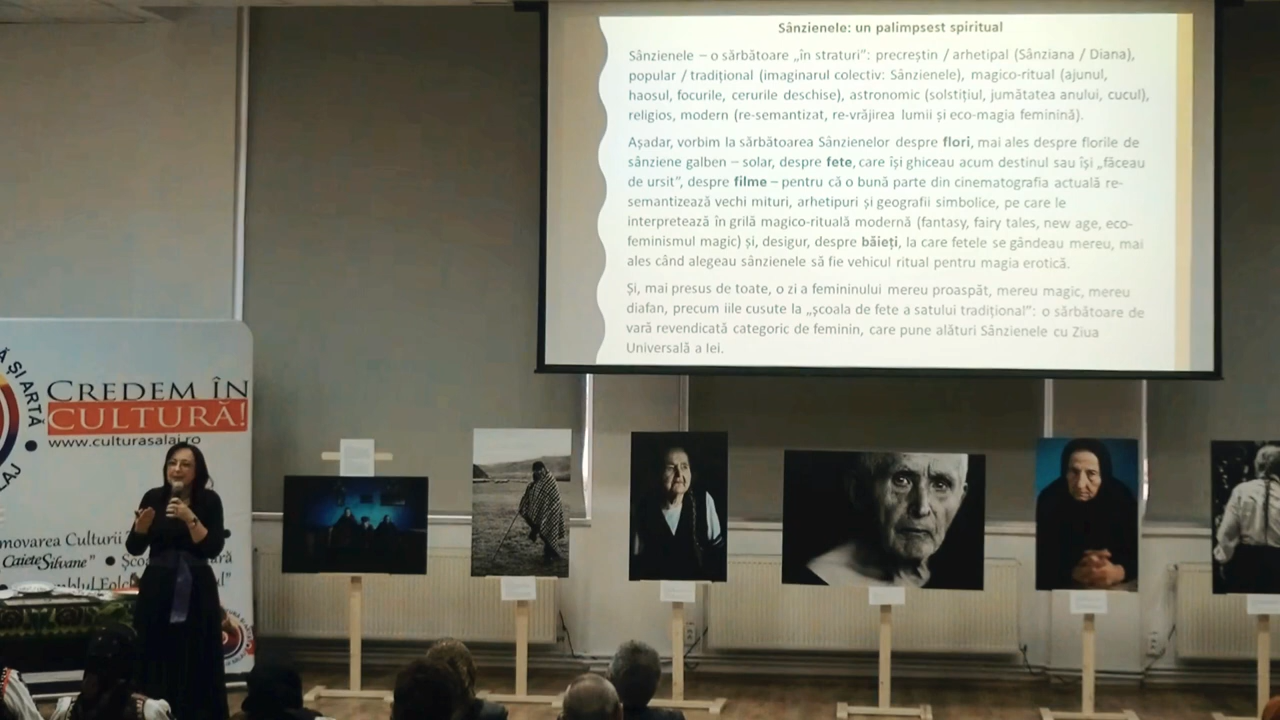 Sânzienele: un palimpsest spiritual
Sânzienele – o sărbătoare „în straturi”: precreștin / arhetipal (Sânziana / Diana),
popular / tradițional (imaginarul colectiv: Sânzienele), magico-ritual (ajunul,
haosul, focurile, cerurile deschise), astronomic (solstițiul, jumătatea anului, cucul),
religios, modern (re-semantizat, re-vrăjirea lumii și eco-magia feminină).
Așadar, vorbim la sărbătoarea Sânzienelor despre flori, mai ales despre florile de
sânziene galben – solar, despre fete, care își ghiceau acum destinul sau își „făceau
de ursit”, despre filme – pentru că o bună parte din cinematografia actuală re-
semantizează vechi mituri, arhetipuri și geografii simbolice, pe care le
interpretează în grilă magico-rituală modernă (fantasy, fairy tales, new age, eco-
feminismul magic) și, desigur, despre băieți, la care fetele se gândeau mereu, mai
ales când alegeau sânzienele să fie vehicul ritual pentru magia erotică.
Și, mai presus de toate, o zi a femininului mereu proaspăt, mereu magic, mereu
diafan, precum iile cusute la „școala de fete a satului tradițional”: o sărbătoare de
vară revendicată categoric de feminin, care pune alături Sânzienele cu Ziua
Universală a Iei.
Ă ȘI ARTĂ
CREDEM ÎN
CULTURĂ!
www.culturasalaj.ro
movarea Culturii
Caiete Silvane” • Șco